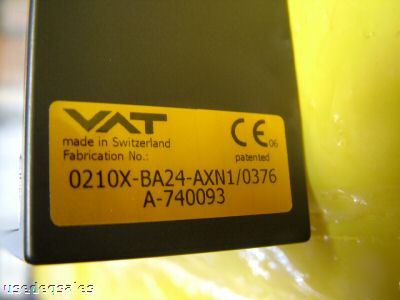 VAT
made in Switzerland
Fabrication No.:
CE 06
patented
0210X-BA24-AXN1/0376
A-740093
usedeqsales